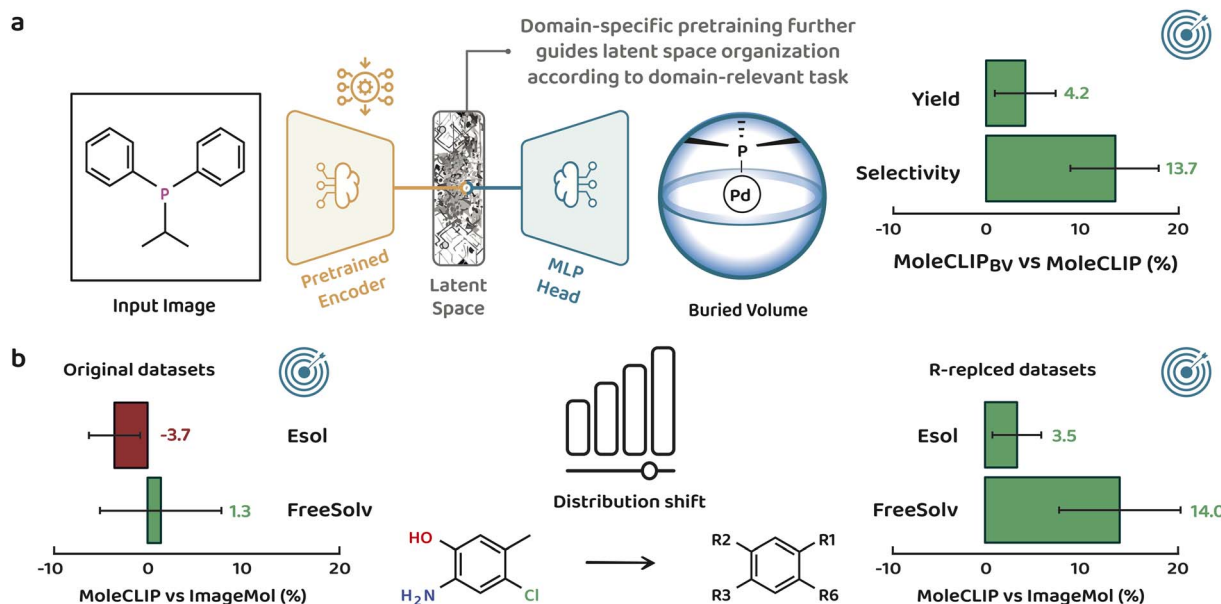 a
Domain-specific pretraining further
guides latent space organization
according to domain-relevant task
P
Input Image
Pretrained
Encoder
Latent
Space
MLP
Head
P
Pd
Buried Volume
Yield
4.2
Selectivity
13.7
-10 0 10 20
MoleCLIPBV vs MoleCLIP (%)
b
Original datasets
-3.7
Esol
1.3
FreeSolv
-10 0 10 20
MoleCLIP vs ImageMol (%)
Distribution shift
HO
H₂N
Cl
R2
R1
R3
R6
R-replced datasets
Esol
3.5
FreeSolv
14.0
-10 0 10 20
MoleCLIP vs ImageMol (%)